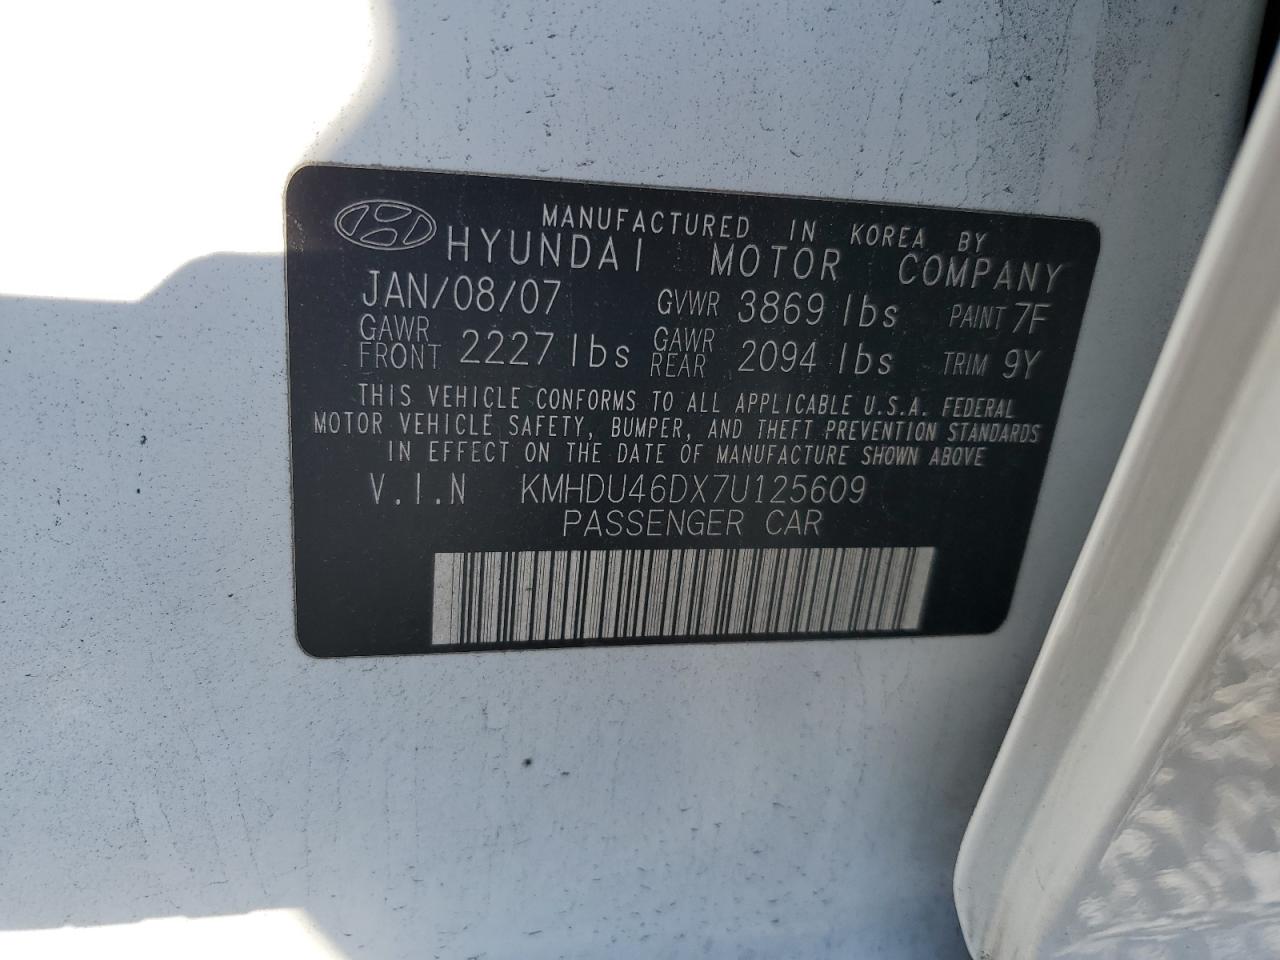 MANUFACTURED IN KOREA BY
HYUNDAI MOTOR COMPANY
JAN/08/07 GVWR 3869 lbs PAINT 7F
GAWR FRONT 2227 lbs GAWR REAR 2094 lbs TRIM 9Y
THIS VEHICLE CONFORMS TO ALL APPLICABLE U.S.A. FEDERAL
MOTOR VEHICLE SAFETY, BUMPER, AND THEFT PREVENTION STANDARDS
IN EFFECT ON THE DATE OF MANUFACTURE SHOWN ABOVE
V.I.N KMHDU46DX7U125609
PASSENGER CAR